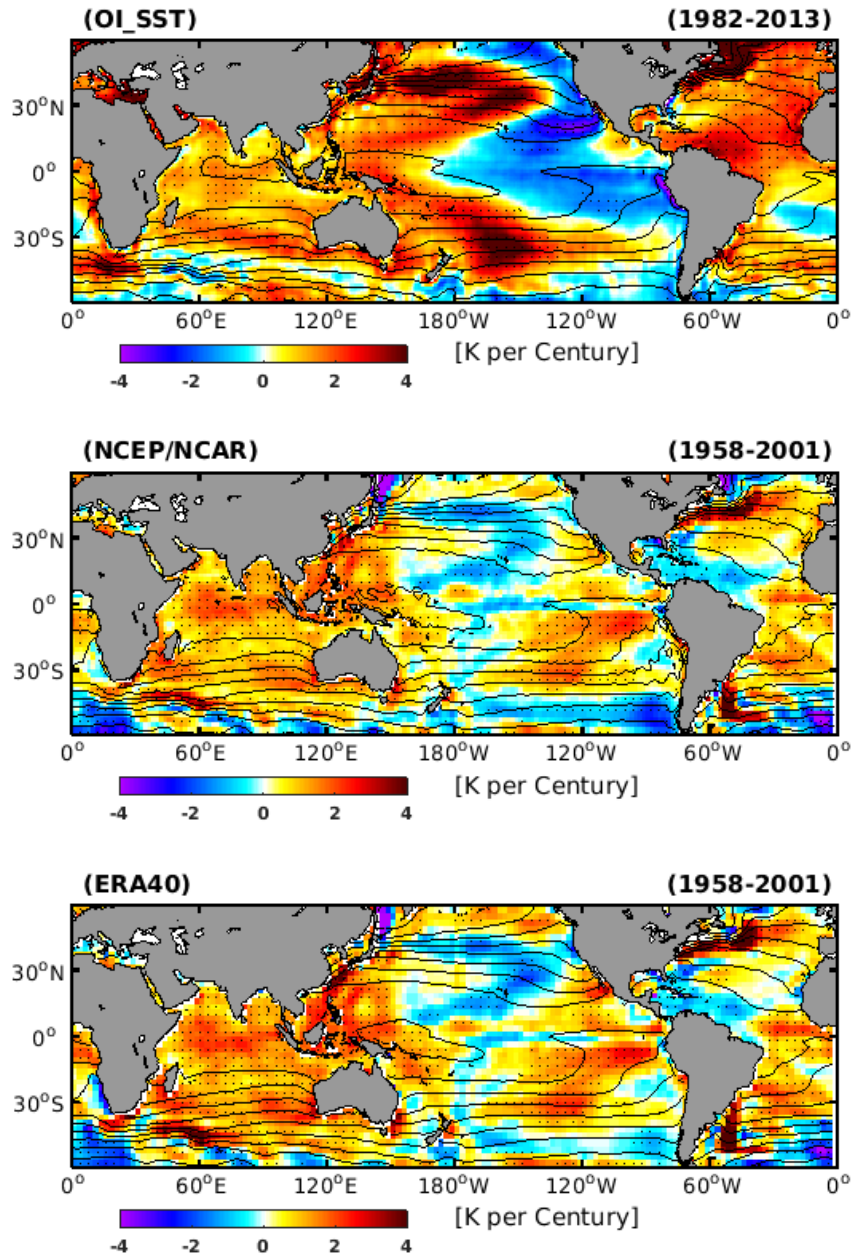 (OI_SST) (1982-2013)
30°N
0°
30°S
0° 60°E 120°E 180°W 120°W 60°W 0°
[K per Century]
-4 -2 0 2 4
(NCEP/NCAR) (1958-2001)
30°N
0°
30°S
0° 60°E 120°E 180°W 120°W 60°W 0°
[K per Century]
-4 -2 0 2 4
(ERA40) (1958-2001)
30°N
0°
30°S
0° 60°E 120°E 180°W 120°W 60°W 0°
[K per Century]
-4 -2 0 2 4